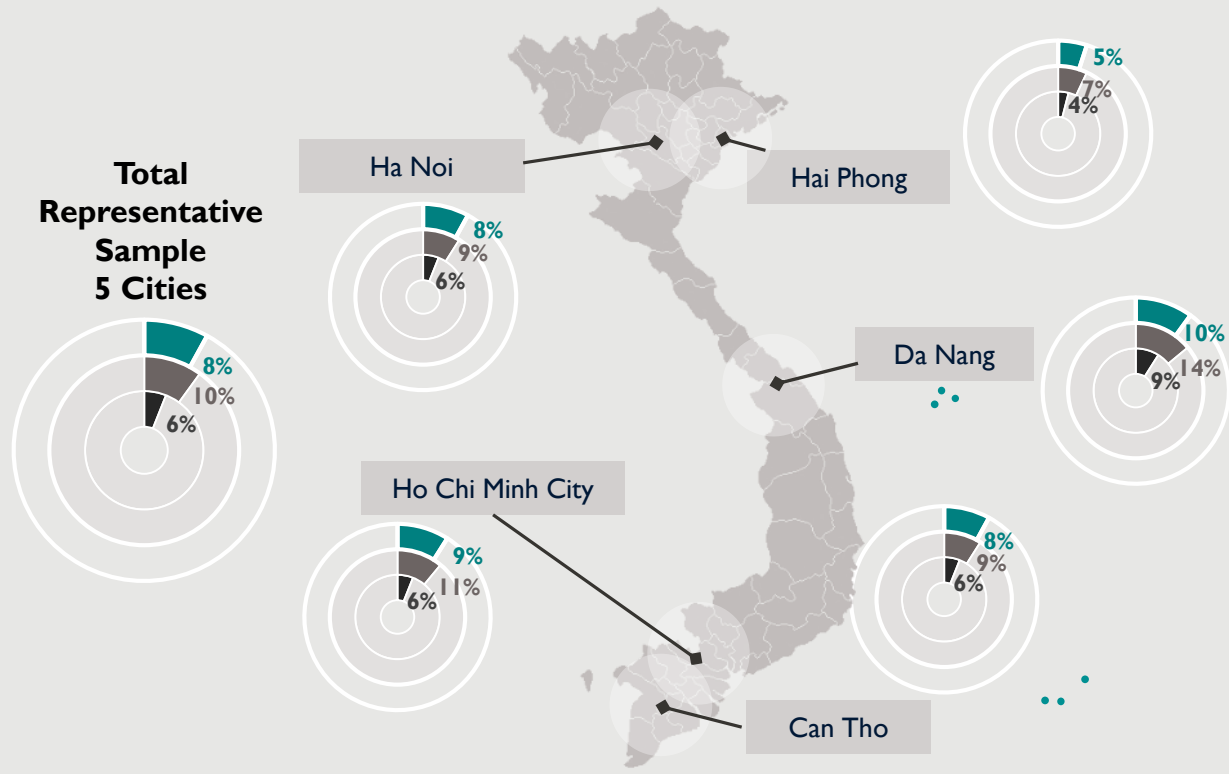 Total
Representative
Sample
5 Cities
8%
10%
6%
Ha Noi
8%
9%
6%
Hai Phong
5%
7%
4%
Da Nang
10%
14%
9%
Ho Chi Minh City
9%
11%
6%
Can Tho
8%
9%
6%